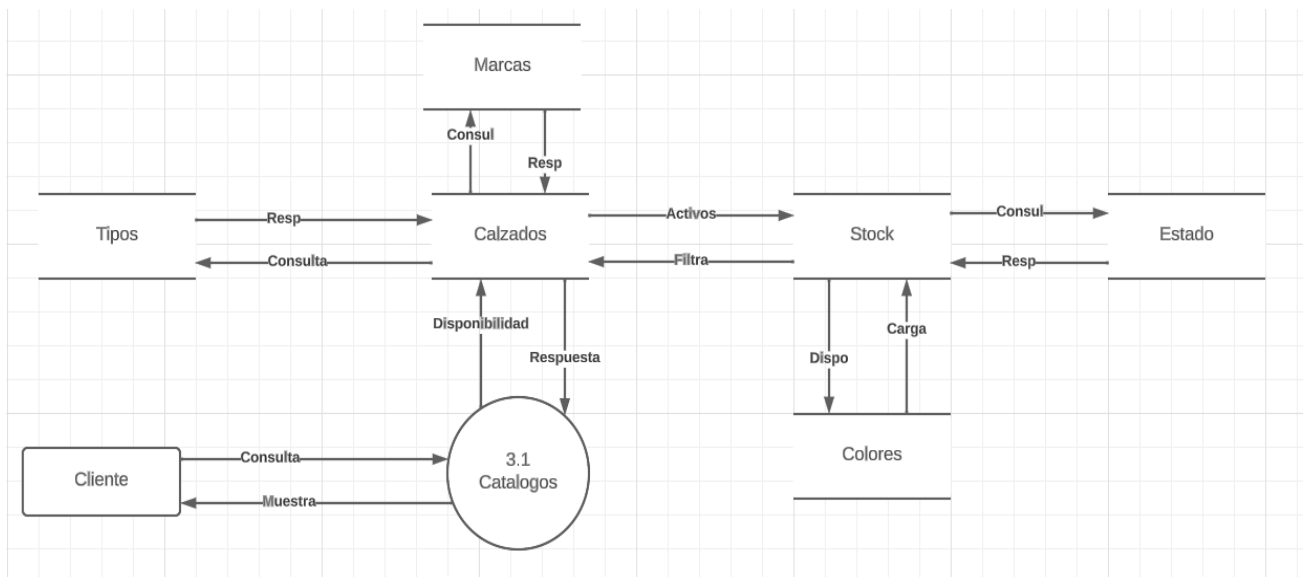 Marcas
Consul
Resp
Tipos
Resp
Consulta
Calzados
Activos
Filtra
Stock
Consul
Resp
Estado
Disponibilidad
Respuesta
Dispo
Carga
Cliente
Consulta
Muestra
3.1
Catalogos
Colores